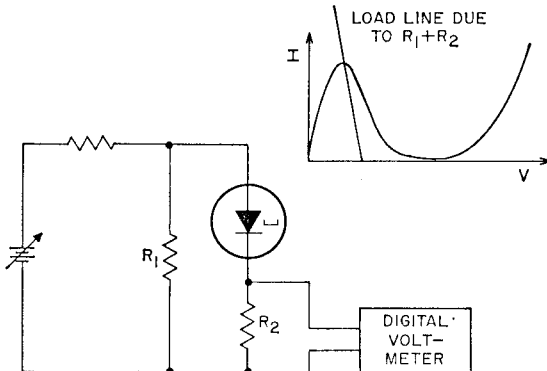 LOAD LINE DUE
TO R1+R2
I
V
R1
R2
DIGITAL
VOLT-
METER